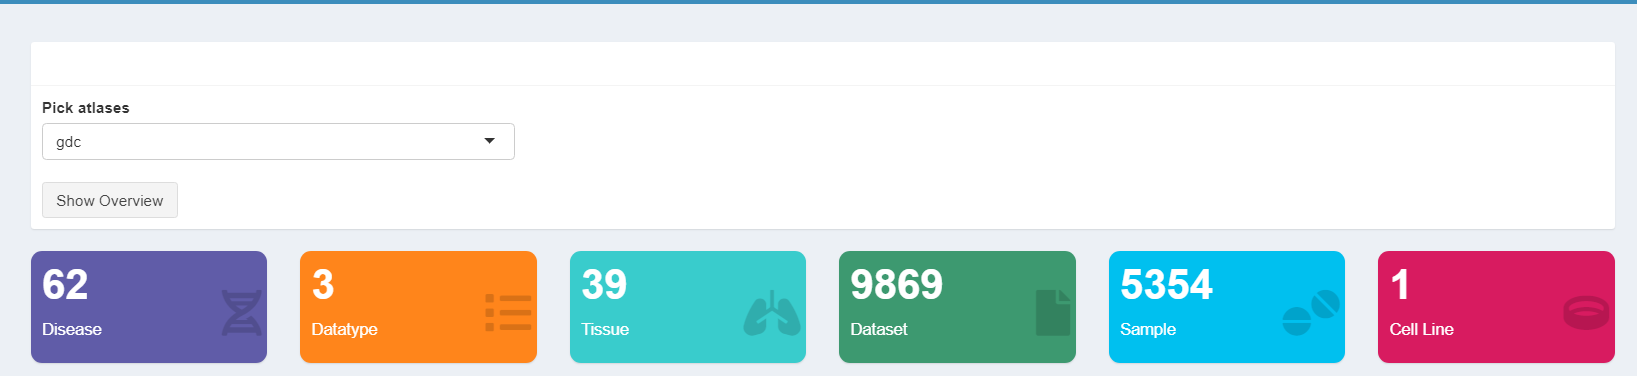 Pick atlases
gdc
Show Overview
62
Disease
3
Datatype
39
Tissue
9869
Dataset
5354
Sample
1
Cell Line